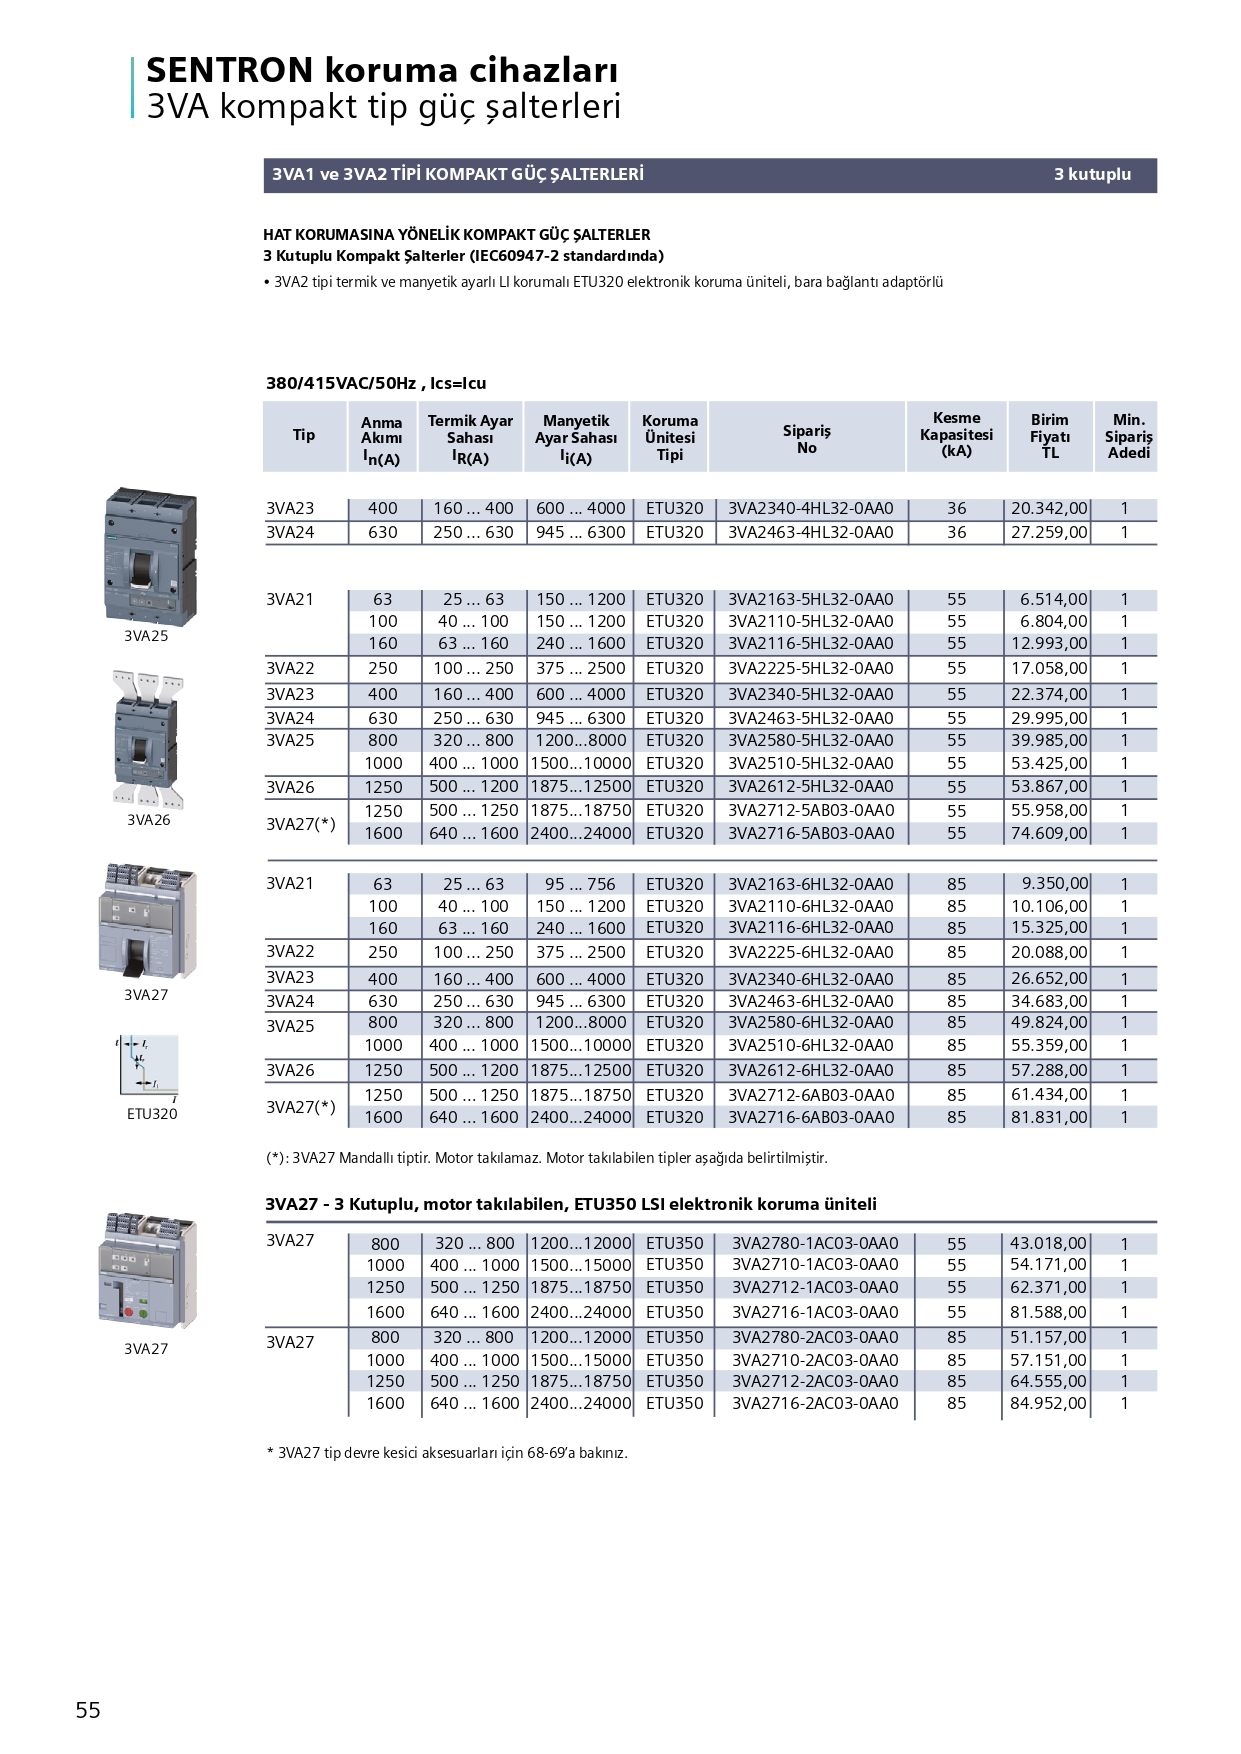 SENTRON koruma cihazları
3VA kompakt tip güç şalterleri
3VA1 ve 3VA2 TİPİ KOMPAKT GÜÇ ŞALTERLERİ 3 kutuplu
HAT KORUMASINA YÖNELİK KOMPAKT GÜÇ ŞALTERLER
3 Kutuplu Kompakt Şalterler (IEC60947-2 standardında)
• 3VA2 tipi termik ve manyetik ayarlı LI korumalı ETU320 elektronik koruma üniteli, bara bağlantı adaptörlü
380/415VAC/50Hz , Ics=Icu
Tip Anma Akımı In(A) Termik Ayar Sahası IR(A) Manyetik Ayar Sahası Ii(A) Koruma Ünitesi Tipi Sipariş No Kesme Kapasitesi (kA) Birim Fiyatı TL Min. Sipariş Adedi
3VA23 400 160 ... 400 600 ... 4000 ETU320 3VA2340-4HL32-0AA0 36 20.342,00 1
3VA24 630 250 ... 630 945 ... 6300 ETU320 3VA2463-4HL32-0AA0 36 27.259,00 1
3VA21 63 25 ... 63 150 ... 1200 ETU320 3VA2163-5HL32-0AA0 55 6.514,00 1
100 40 ... 100 150 ... 1200 ETU320 3VA2110-5HL32-0AA0 55 6.804,00 1
160 63 ... 160 240 ... 1600 ETU320 3VA2116-5HL32-0AA0 55 12.993,00 1
3VA22 250 100 ... 250 375 ... 2500 ETU320 3VA2225-5HL32-0AA0 55 17.058,00 1
3VA23 400 160 ... 400 600 ... 4000 ETU320 3VA2340-5HL32-0AA0 55 22.374,00 1
3VA24 630 250 ... 630 945 ... 6300 ETU320 3VA2463-5HL32-0AA0 55 29.995,00 1
3VA25 800 320 ... 800 1200...8000 ETU320 3VA2580-5HL32-0AA0 55 39.985,00 1
1000 400 ... 1000 1500...10000 ETU320 3VA2510-5HL32-0AA0 55 53.425,00 1
3VA26 1250 500 ... 1200 1875...12500 ETU320 3VA2612-5HL32-0AA0 55 53.867,00 1
3VA27(*) 1250 500 ... 1250 1875...18750 ETU320 3VA2712-5AB03-0AA0 55 55.958,00 1
1600 640 ... 1600 2400...24000 ETU320 3VA2716-5AB03-0AA0 55 74.609,00 1
3VA21 63 25 ... 63 95 ... 756 ETU320 3VA2163-6HL32-0AA0 85 9.350,00 1
100 40 ... 100 150 ... 1200 ETU320 3VA2110-6HL32-0AA0 85 10.106,00 1
160 63 ... 160 240 ... 1600 ETU320 3VA2116-6HL32-0AA0 85 15.325,00 1
3VA22 250 100 ... 250 375 ... 2500 ETU320 3VA2225-6HL32-0AA0 85 20.088,00 1
3VA23 400 160 ... 400 600 ... 4000 ETU320 3VA2340-6HL32-0AA0 85 26.652,00 1
3VA24 630 250 ... 630 945 ... 6300 ETU320 3VA2463-6HL32-0AA0 85 34.683,00 1
3VA25 800 320 ... 800 1200...8000 ETU320 3VA2580-6HL32-0AA0 85 49.824,00 1
1000 400 ... 1000 1500...10000 ETU320 3VA2510-6HL32-0AA0 85 55.359,00 1
3VA26 1250 500 ... 1200 1875...12500 ETU320 3VA2612-6HL32-0AA0 85 57.288,00 1
3VA27(*) 1250 500 ... 1250 1875...18750 ETU320 3VA2712-6AB03-0AA0 85 61.434,00 1
1600 640 ... 1600 2400...24000 ETU320 3VA2716-6AB03-0AA0 85 81.831,00 1
(*): 3VA27 Mandallı tiptir. Motor takılamaz. Motor takılabilen tipler aşağıda belirtilmiştir.
3VA27 - 3 Kutuplu, motor takılabilen, ETU350 LSI elektronik koruma üniteli
3VA27 800 320 ... 800 1200...12000 ETU350 3VA2780-1AC03-0AA0 55 43.018,00 1
1000 400 ... 1000 1500...15000 ETU350 3VA2710-1AC03-0AA0 55 54.171,00 1
1250 500 ... 1250 1875...18750 ETU350 3VA2712-1AC03-0AA0 55 62.371,00 1
1600 640 ... 1600 2400...24000 ETU350 3VA2716-1AC03-0AA0 55 81.588,00 1
3VA27 800 320 ... 800 1200...12000 ETU350 3VA2780-2AC03-0AA0 85 51.157,00 1
1000 400 ... 1000 1500...15000 ETU350 3VA2710-2AC03-0AA0 85 57.151,00 1
1250 500 ... 1250 1875...18750 ETU350 3VA2712-2AC03-0AA0 85 64.555,00 1
1600 640 ... 1600 2400...24000 ETU350 3VA2716-2AC03-0AA0 85 84.952,00 1
* 3VA27 tip devre kesici aksesuarları için 68-69’a bakınız.
3VA25
3VA26
3VA27
ETU320
3VA27
55